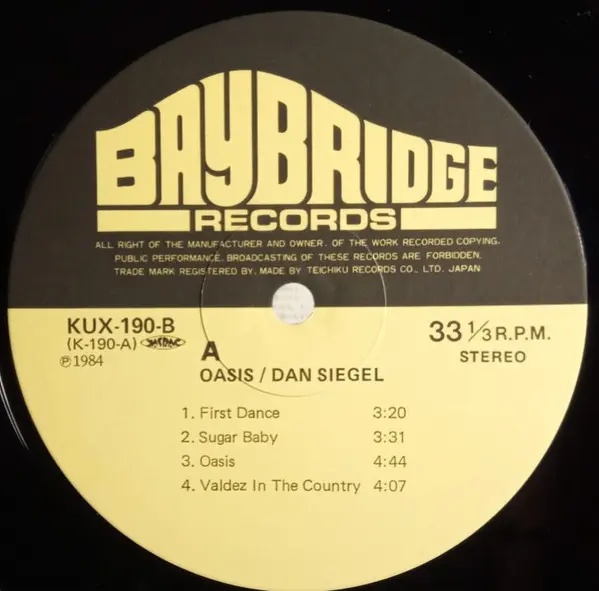 BAYBRIDGE
RECORDS
ALL RIGHT OF THE MANUFACTURER AND OWNER. OF THE WORK RECORDED COPYING.
PUBLIC PERFORMANCE. BROADCASTING OF THESE RECORDS ARE FORBIDDEN.
TRADE MARK REGISTERED BY. MADE BY TEICHIKU RECORDS CO., LTD. JAPAN
KUX-190-B
(K-190-A) JASRAC
℗1984
A
33 1/3 R.P.M.
STEREO
OASIS / DAN SIEGEL
1. First Dance 3:20
2. Sugar Baby 3:31
3. Oasis 4:44
4. Valdez In The Country 4:07